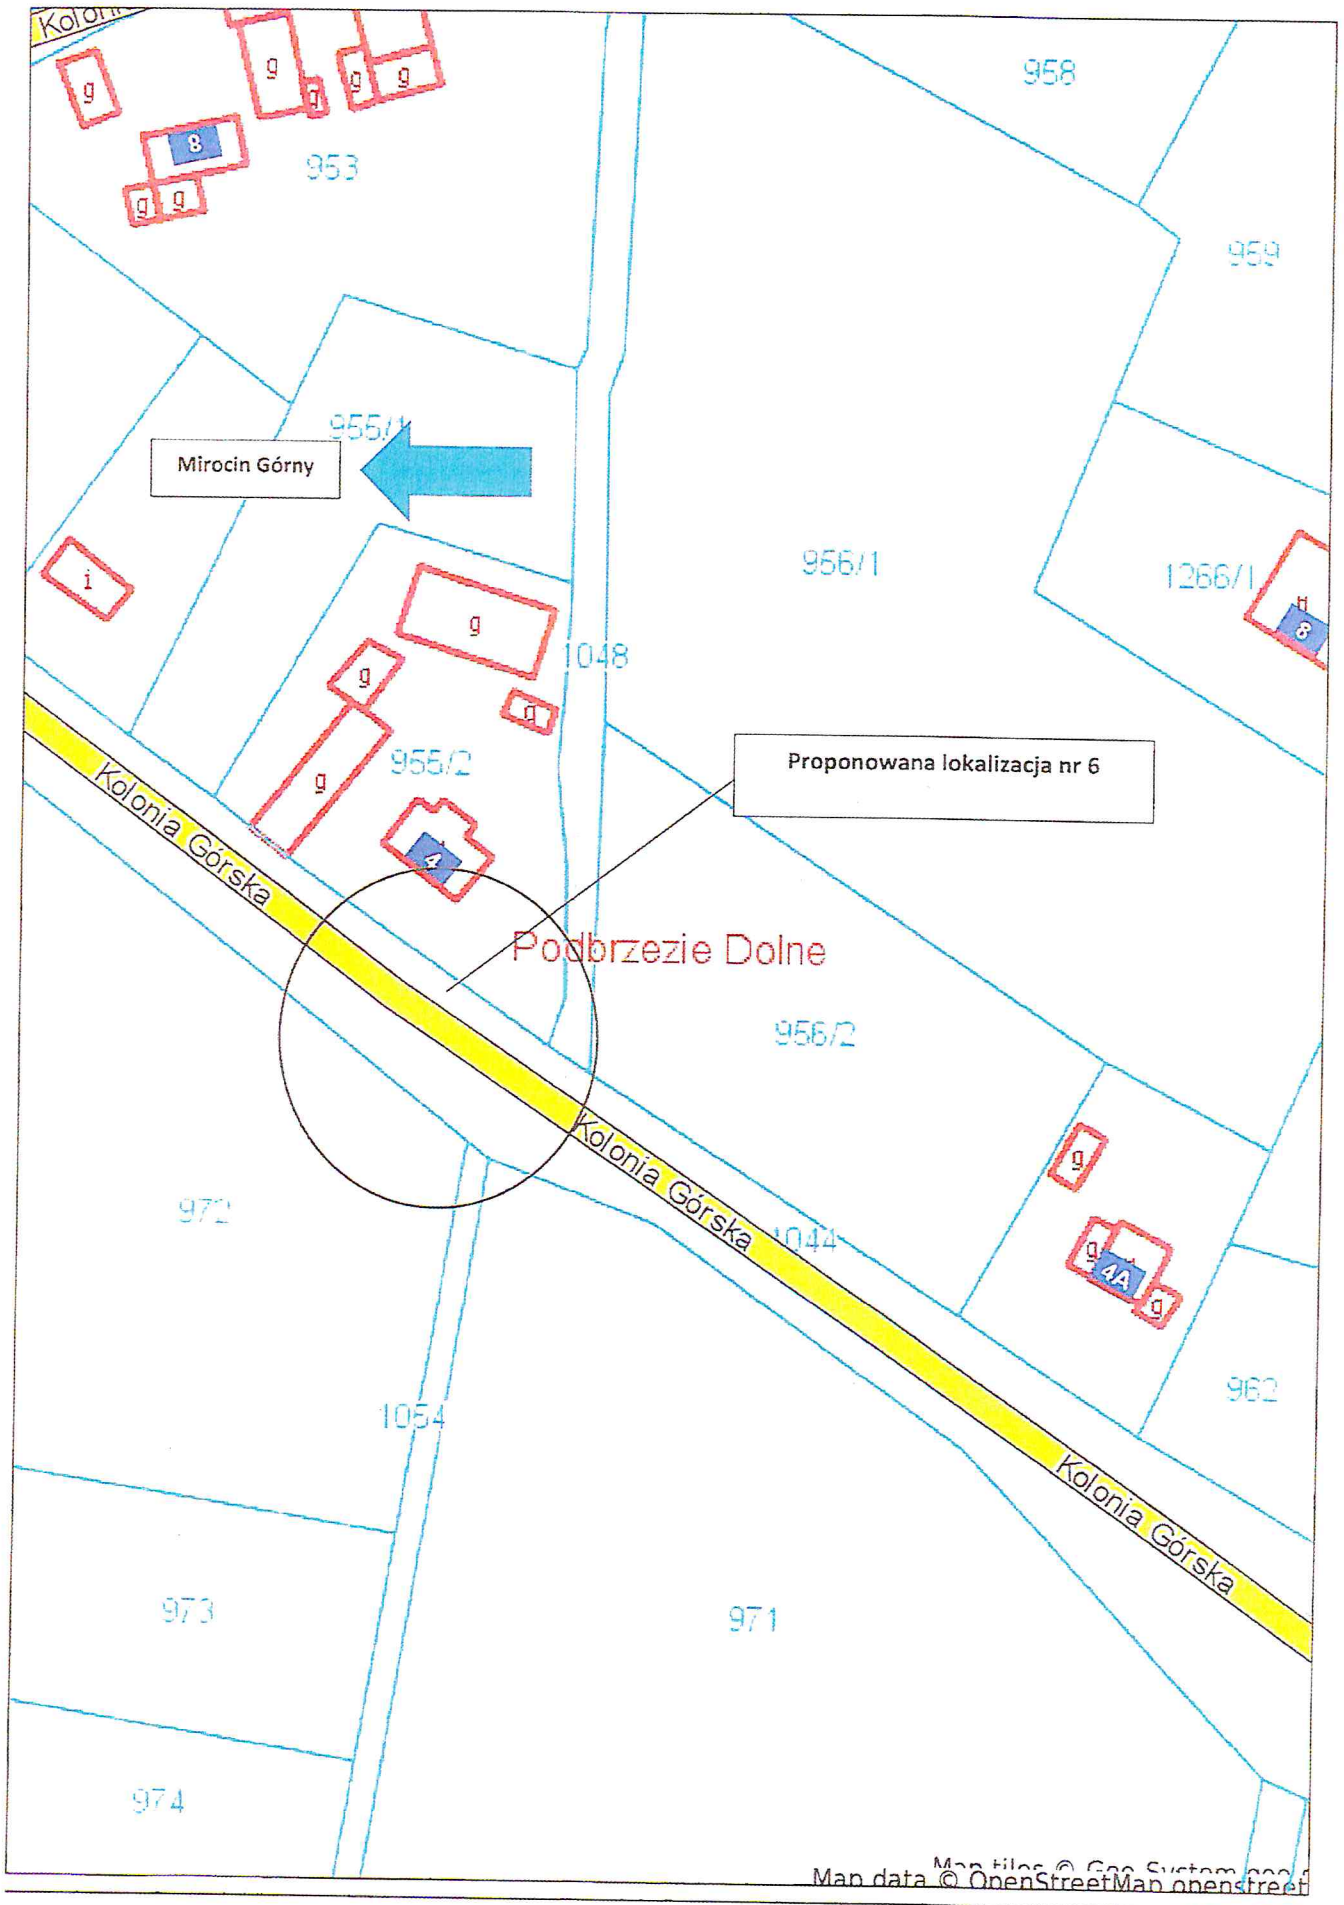 g
g
g
g
g
958
8
953
g
g
959
955/1
Mirocin Górny
i
956/1
1266/1
8
g
1048
g
g
955/2
g
Proponowana lokalizacja nr 6
Kolonia Górska
4
Podbrzezie Dolne
956/2
Kolonia Górska
g
972
1044
g
4A
g
962
1054
Kolonia Górska
973
971
974
Map data © OpenStreetMap openstreet